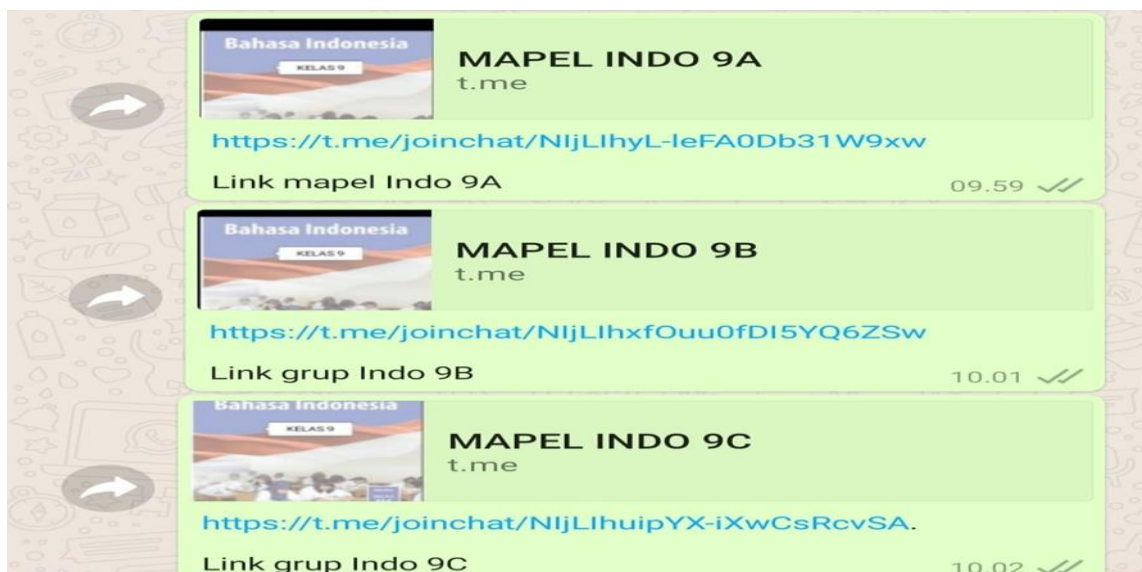 Bahasa Indonesia
KELAS 9
MAPEL INDO 9A
t.me
https://t.me/joinchat/NIjLIhyL-leFA0Db31W9xw
Link mapel Indo 9A
09.59
Bahasa Indonesia
KELAS 9
MAPEL INDO 9B
t.me
https://t.me/joinchat/NIjLIhxfOuu0fDI5YQ6ZSw
Link grup Indo 9B
10.01
Bahasa Indonesia
KELAS 9
MAPEL INDO 9C
t.me
https://t.me/joinchat/NIjLIhuipYX-iXwCsRcvSA.
Link grup Indo 9C
10.02